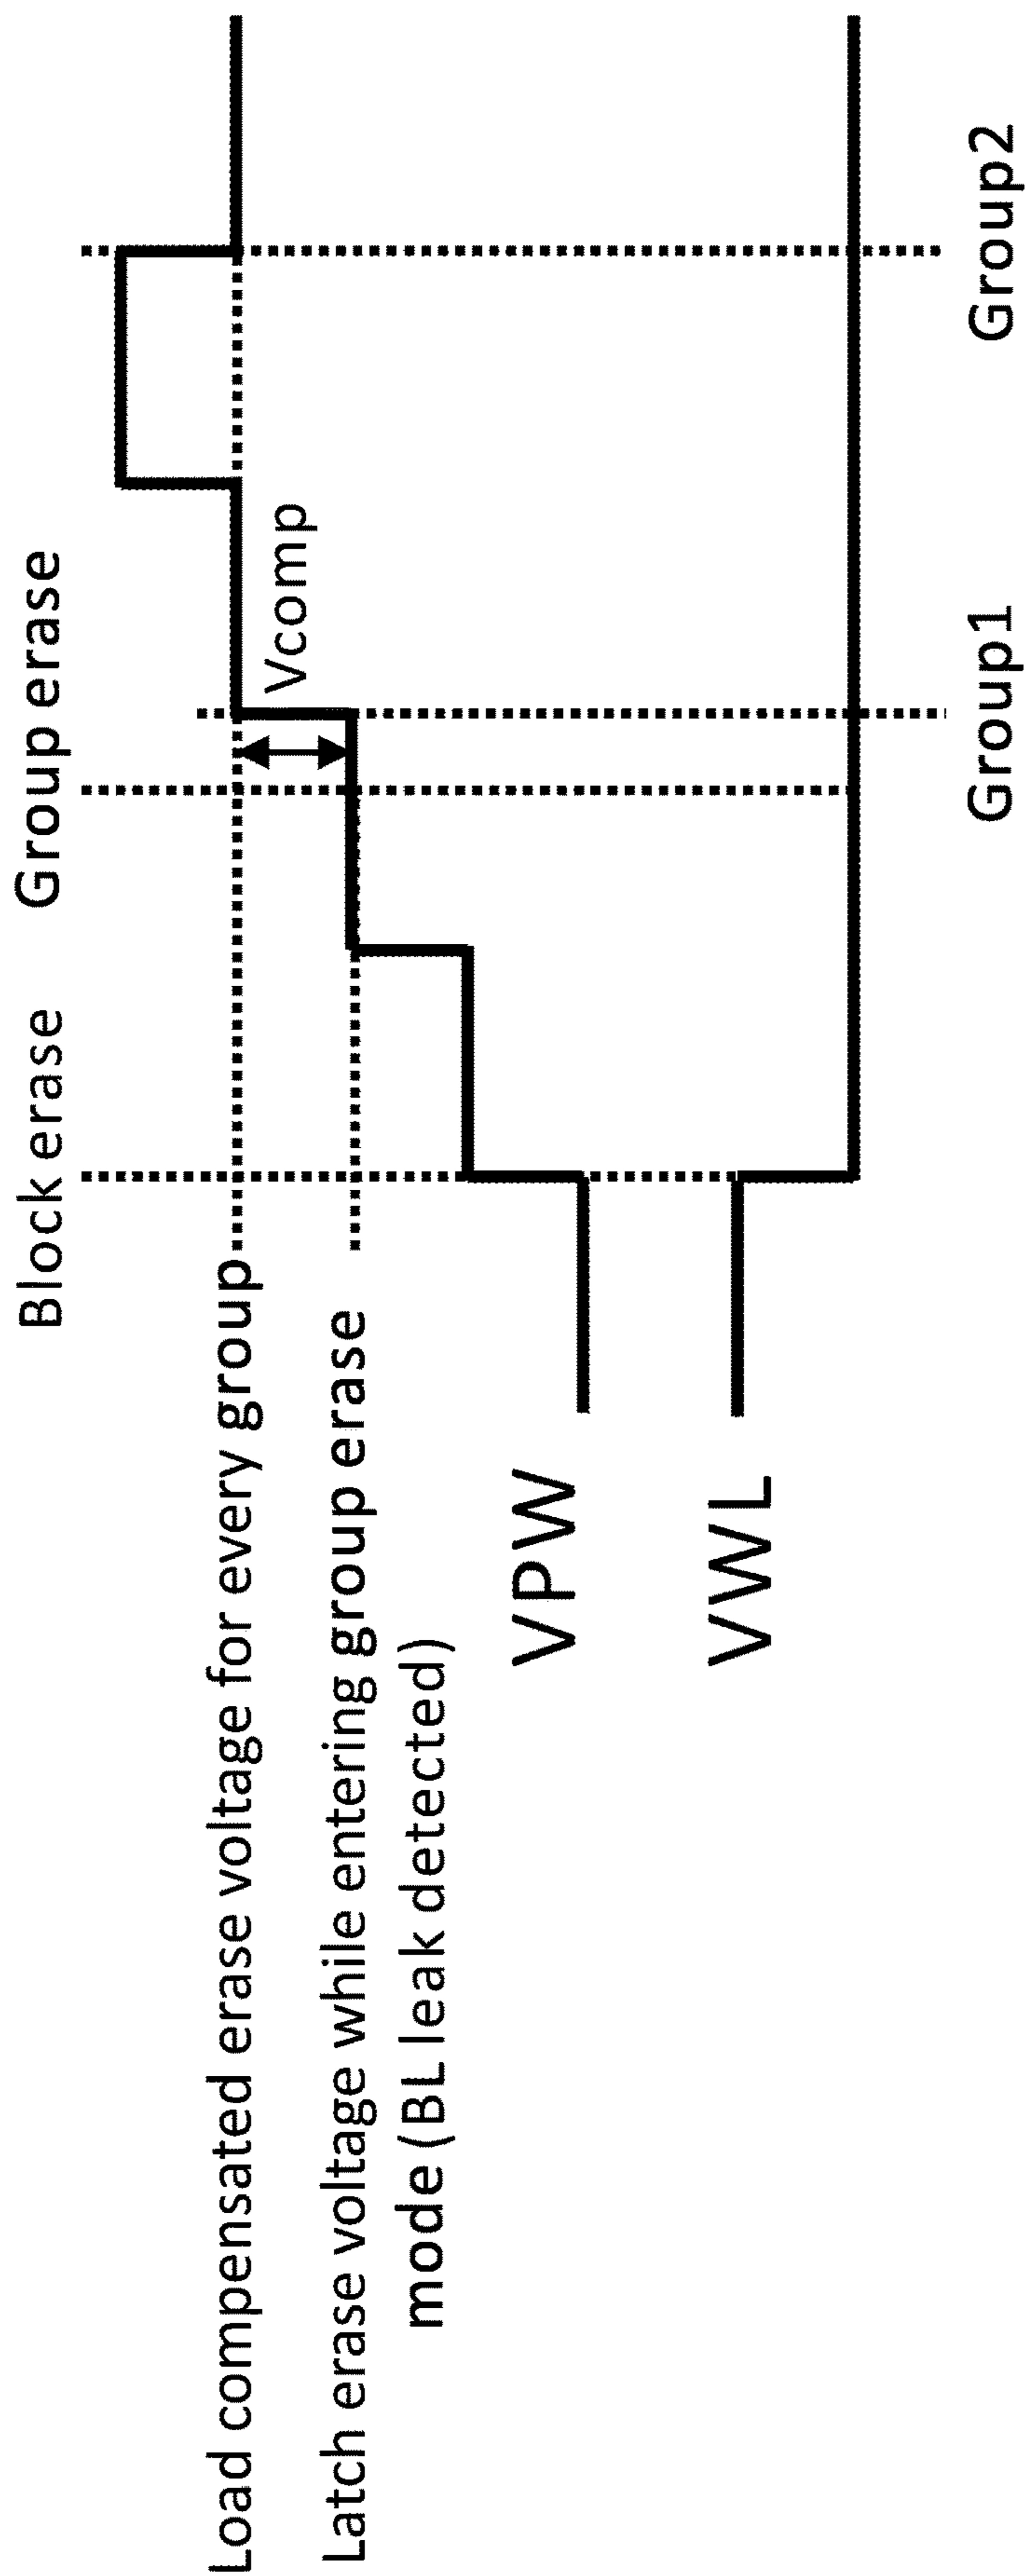 Block erase
Group erase
Load compensated erase voltage for every group
Latch erase voltage while entering group erase
mode (BL leak detected)
Vcomp
VPW
VWL
Group1
Group2